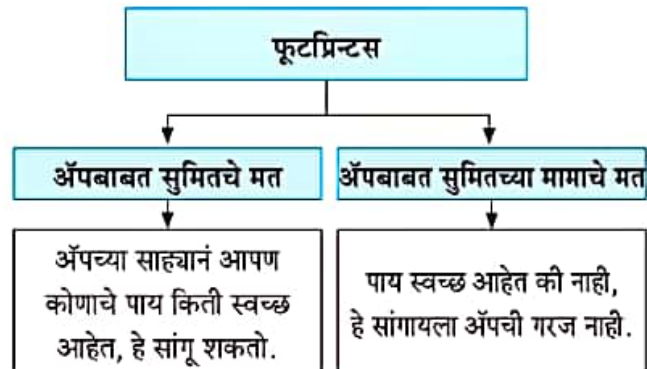 फूटप्रिन्टस
ॲपबाबत सुमितचे मत
ॲपबाबत सुमितच्या मामाचे मत
ॲपच्या साह्यानं आपण
कोणाचे पाय किती स्वच्छ
आहेत, हे सांगू शकतो.
पाय स्वच्छ आहेत की नाही,
हे सांगायला ॲपची गरज नाही.